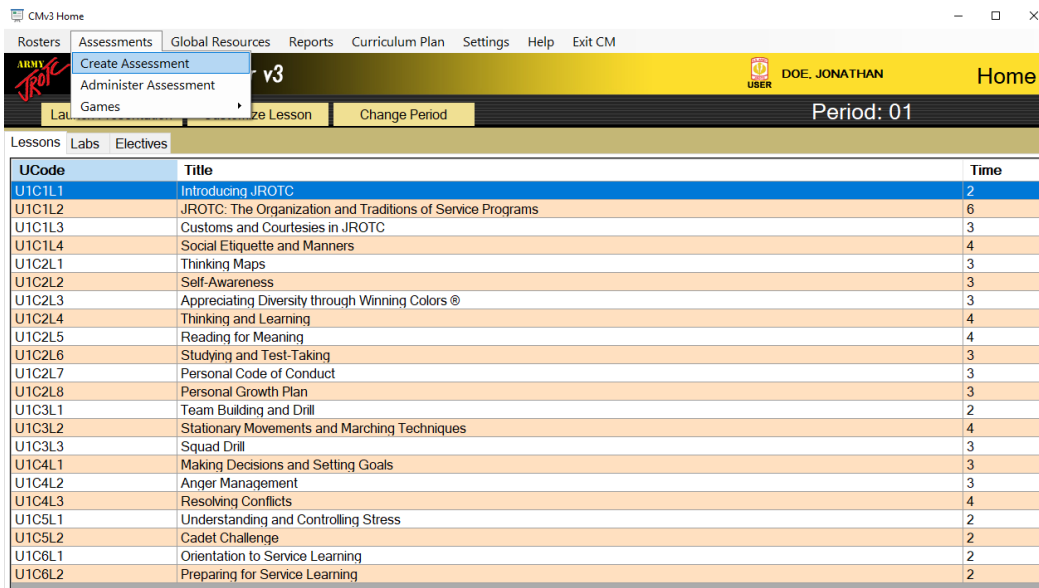 CMv3 Home
Rosters Assessments Global Resources Reports Curriculum Plan Settings Help Exit CM
Create Assessment
Administer Assessment
Games
ARMY JROTC
v3
USER
DOE, JONATHAN
Home
Lesson Change Period
Period: 01
Lessons Labs Electives
UCode Title Time
U1C1L1 Introducing JROTC 2
U1C1L2 JROTC: The Organization and Traditions of Service Programs 6
U1C1L3 Customs and Courtesies in JROTC 3
U1C1L4 Social Etiquette and Manners 4
U1C2L1 Thinking Maps 3
U1C2L2 Self-Awareness 3
U1C2L3 Appreciating Diversity through Winning Colors ® 3
U1C2L4 Thinking and Learning 4
U1C2L5 Reading for Meaning 4
U1C2L6 Studying and Test-Taking 3
U1C2L7 Personal Code of Conduct 3
U1C2L8 Personal Growth Plan 3
U1C3L1 Team Building and Drill 2
U1C3L2 Stationary Movements and Marching Techniques 4
U1C3L3 Squad Drill 3
U1C4L1 Making Decisions and Setting Goals 3
U1C4L2 Anger Management 3
U1C4L3 Resolving Conflicts 4
U1C5L1 Understanding and Controlling Stress 2
U1C5L2 Cadet Challenge 2
U1C6L1 Orientation to Service Learning 2
U1C6L2 Preparing for Service Learning 2